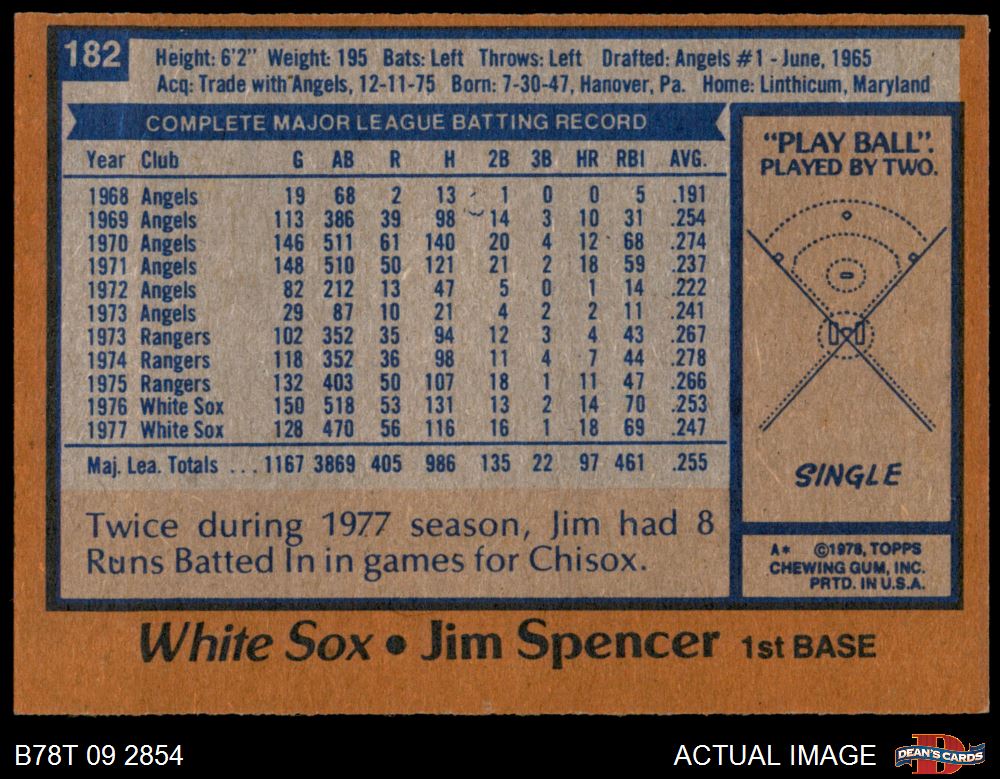 182
Height: 6'2" Weight: 195 Bats: Left Throws: Left Drafted: Angels #1 - June, 1965
Acq: Trade with Angels, 12-11-75 Born: 7-30-47, Hanover, Pa. Home: Linthicum, Maryland
COMPLETE MAJOR LEAGUE BATTING RECORD
Year Club G AB R H 2B 3B HR RBI AVG.
1968 Angels 19 68 2 13 1 0 0 5 .191
1969 Angels 113 386 39 98 14 3 10 31 .254
1970 Angels 146 511 61 140 20 4 12 68 .274
1971 Angels 148 510 50 121 21 2 18 59 .237
1972 Angels 82 212 13 47 5 0 1 14 .222
1973 Angels 29 87 10 21 4 2 2 11 .241
1973 Rangers 102 352 35 94 12 3 4 43 .267
1974 Rangers 118 352 36 98 11 4 7 44 .278
1975 Rangers 132 403 50 107 18 1 11 47 .266
1976 White Sox 150 518 53 131 13 2 14 70 .253
1977 White Sox 128 470 56 116 16 1 18 69 .247
Maj. Lea. Totals ... 1167 3869 405 986 135 22 97 461 .255
Twice during 1977 season, Jim had 8
Runs Batted In in games for Chisox.
"PLAY BALL".
PLAYED BY TWO.
SINGLE
A* ©1978, TOPPS
CHEWING GUM, INC.
PRTD. IN U.S.A.
White Sox • Jim Spencer 1st BASE
B78T 09 2854
ACTUAL IMAGE
D
DEAN'S CARDS